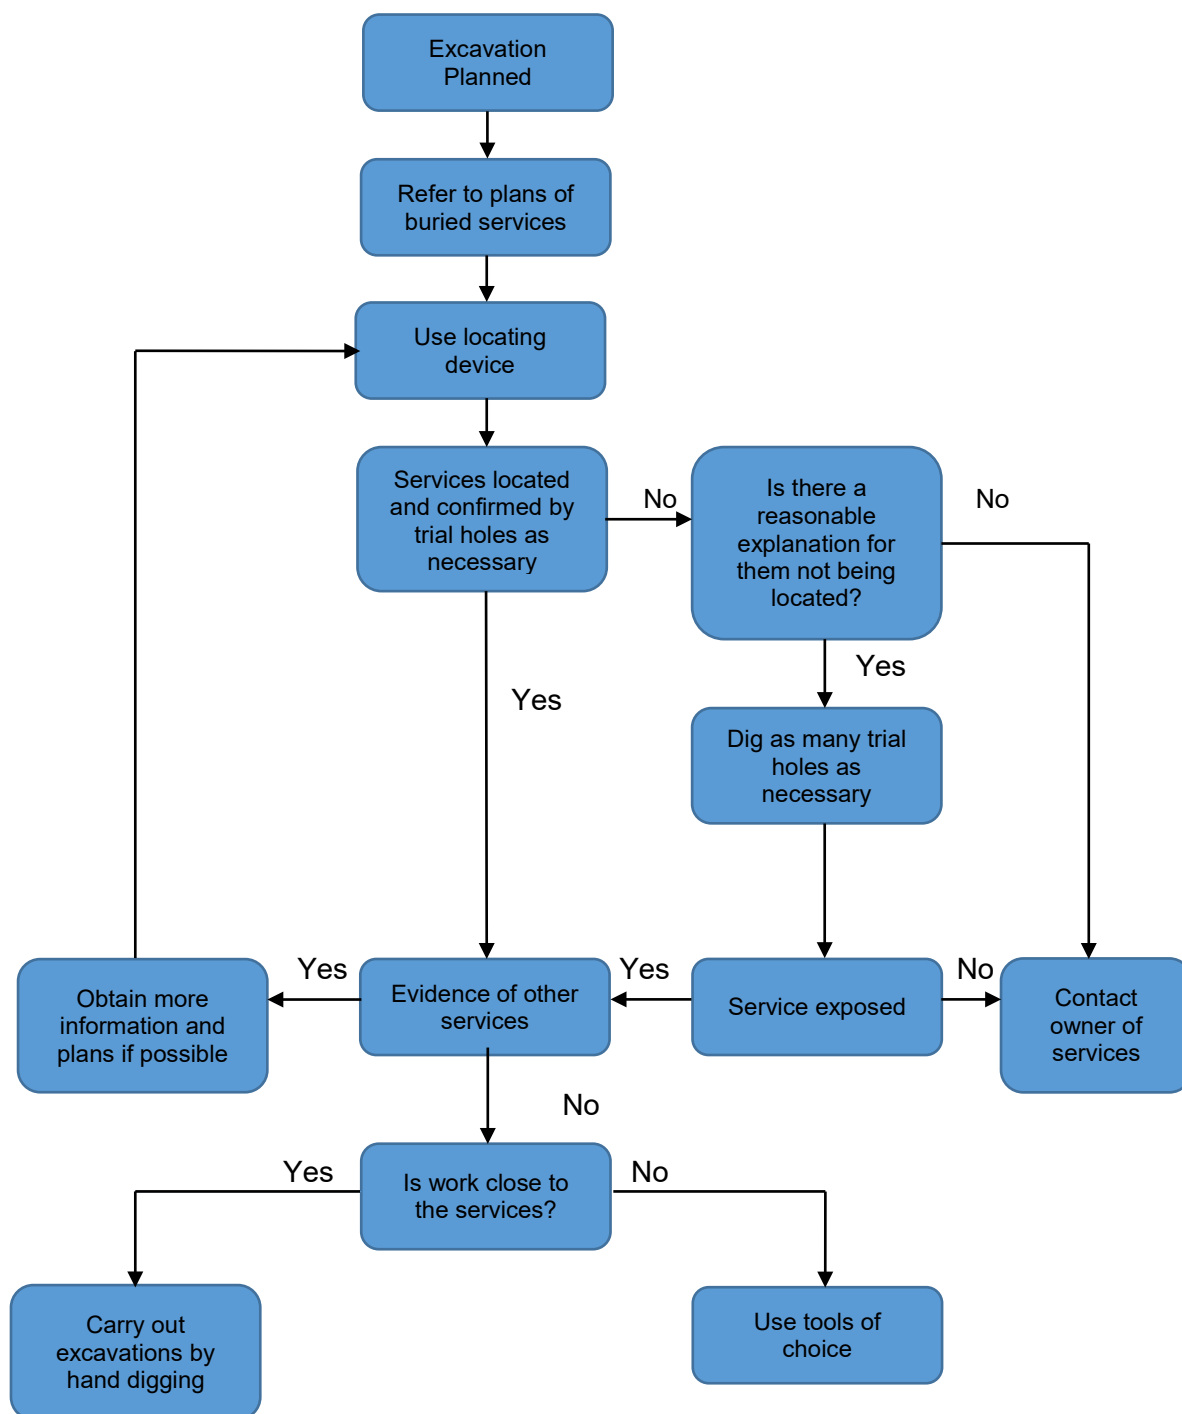 Excavation
Planned
Refer to plans of
buried services
Use locating
device
Services located
and confirmed by
trial holes as
necessary
No
Is there a
reasonable
explanation for
them not being
located?
No
Yes
Yes
Dig as many trial
holes as
necessary
Obtain more
information and
plans if possible
Yes
Evidence of other
services
Yes
Service exposed
No
Contact
owner of
services
No
Yes
Is work close to
the services?
No
Carry out
excavations by
hand digging
Use tools of
choice